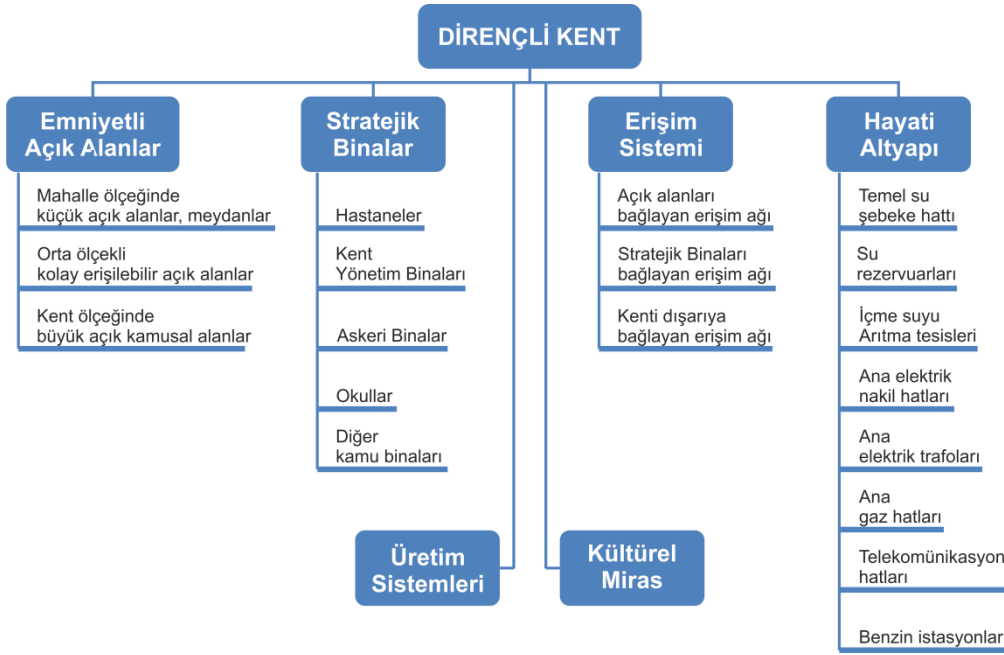 DİRENÇLİ KENT
Emniyetli
Açık Alanlar
Mahalle ölçeğinde
küçük açık alanlar, meydanlar
Orta ölçekli
kolay erişilebilir açık alanlar
Kent ölçeğinde
büyük açık kamusal alanlar
Stratejik
Binalar
Hastaneler
Kent
Yönetim Binaları
Askeri Binalar
Okullar
Diğer
kamu binaları
Üretim
Sistemleri
Kültürel
Miras
Erişim
Sistemi
Açık alanları
bağlayan erişim ağı
Stratejik Binaları
bağlayan erişim ağı
Kenti dışarıya
bağlayan erişim ağı
Hayati
Altyapı
Temel su
şebeke hattı
Su
rezervuarları
İçme suyu
Arıtma tesisleri
Ana elektrik
nakil hatları
Ana
elektrik trafoları
Ana
gaz hatları
Telekomünikasyon
hatları
Benzin istasyonlar